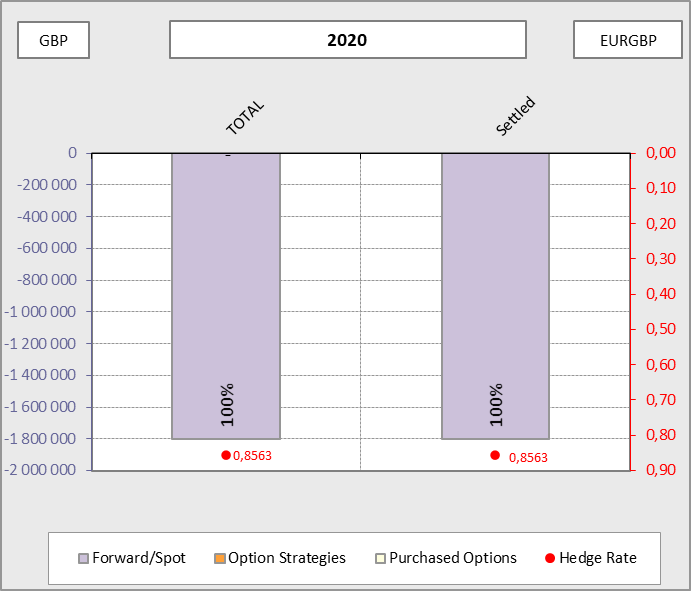 GBP
2020
EURGBP
TOTAL
Settled
0
-200 000
-400 000
-600 000
-800 000
-1 000 000
-1 200 000
-1 400 000
-1 600 000
-1 800 000
-2 000 000
-
100%
100%
0,8563
0,8563
0,00
0,10
0,20
0,30
0,40
0,50
0,60
0,70
0,80
0,90
Forward/Spot
Option Strategies
Purchased Options
Hedge Rate